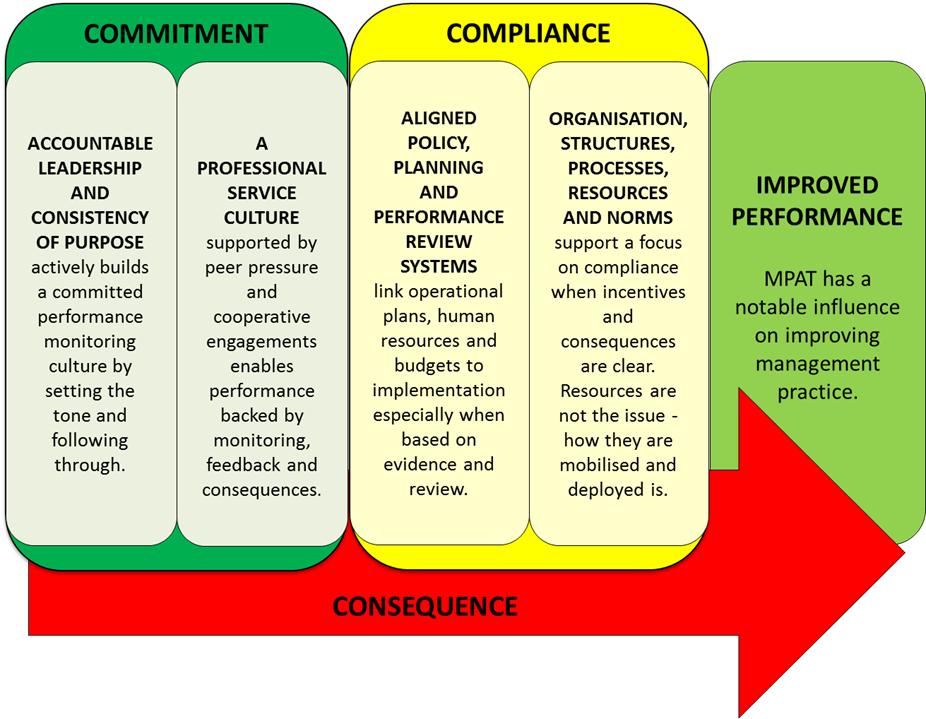 COMMITMENT
ACCOUNTABLE
LEADERSHIP
AND
CONSISTENCY
OF PURPOSE
actively builds
a committed
performance
monitoring
culture by
setting the
tone and
following
through.
A
PROFESSIONAL
SERVICE
CULTURE
supported by
peer pressure
and
cooperative
engagements
enables
performance
backed by
monitoring,
feedback and
consequences.
COMPLIANCE
ALIGNED
POLICY,
PLANNING
AND
PERFORMANCE
REVIEW
SYSTEMS
link operational
plans, human
resources and
budgets to
implementation
especially when
based on
evidence and
review.
ORGANISATION,
STRUCTURES,
PROCESSES,
RESOURCES
AND NORMS
support a focus
on compliance
when incentives
and
consequences
are clear.
Resources are
not the issue -
how they are
mobilised and
deployed is.
IMPROVED
PERFORMANCE
MPAT has a
notable influence
on improving
management
practice.
CONSEQUENCE